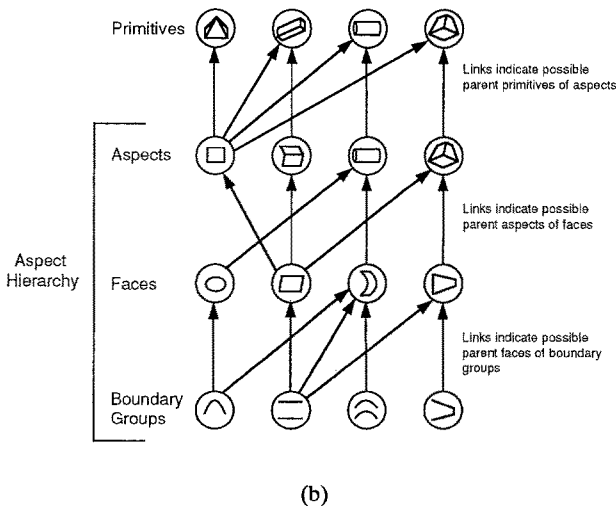 Primitives
Links indicate possible
parent primitives of aspects
Aspects
Links indicate possible
parent aspects of faces
Aspect
Hierarchy
Faces
Links indicate possible
parent faces of boundary
groups
Boundary
Groups
(b)